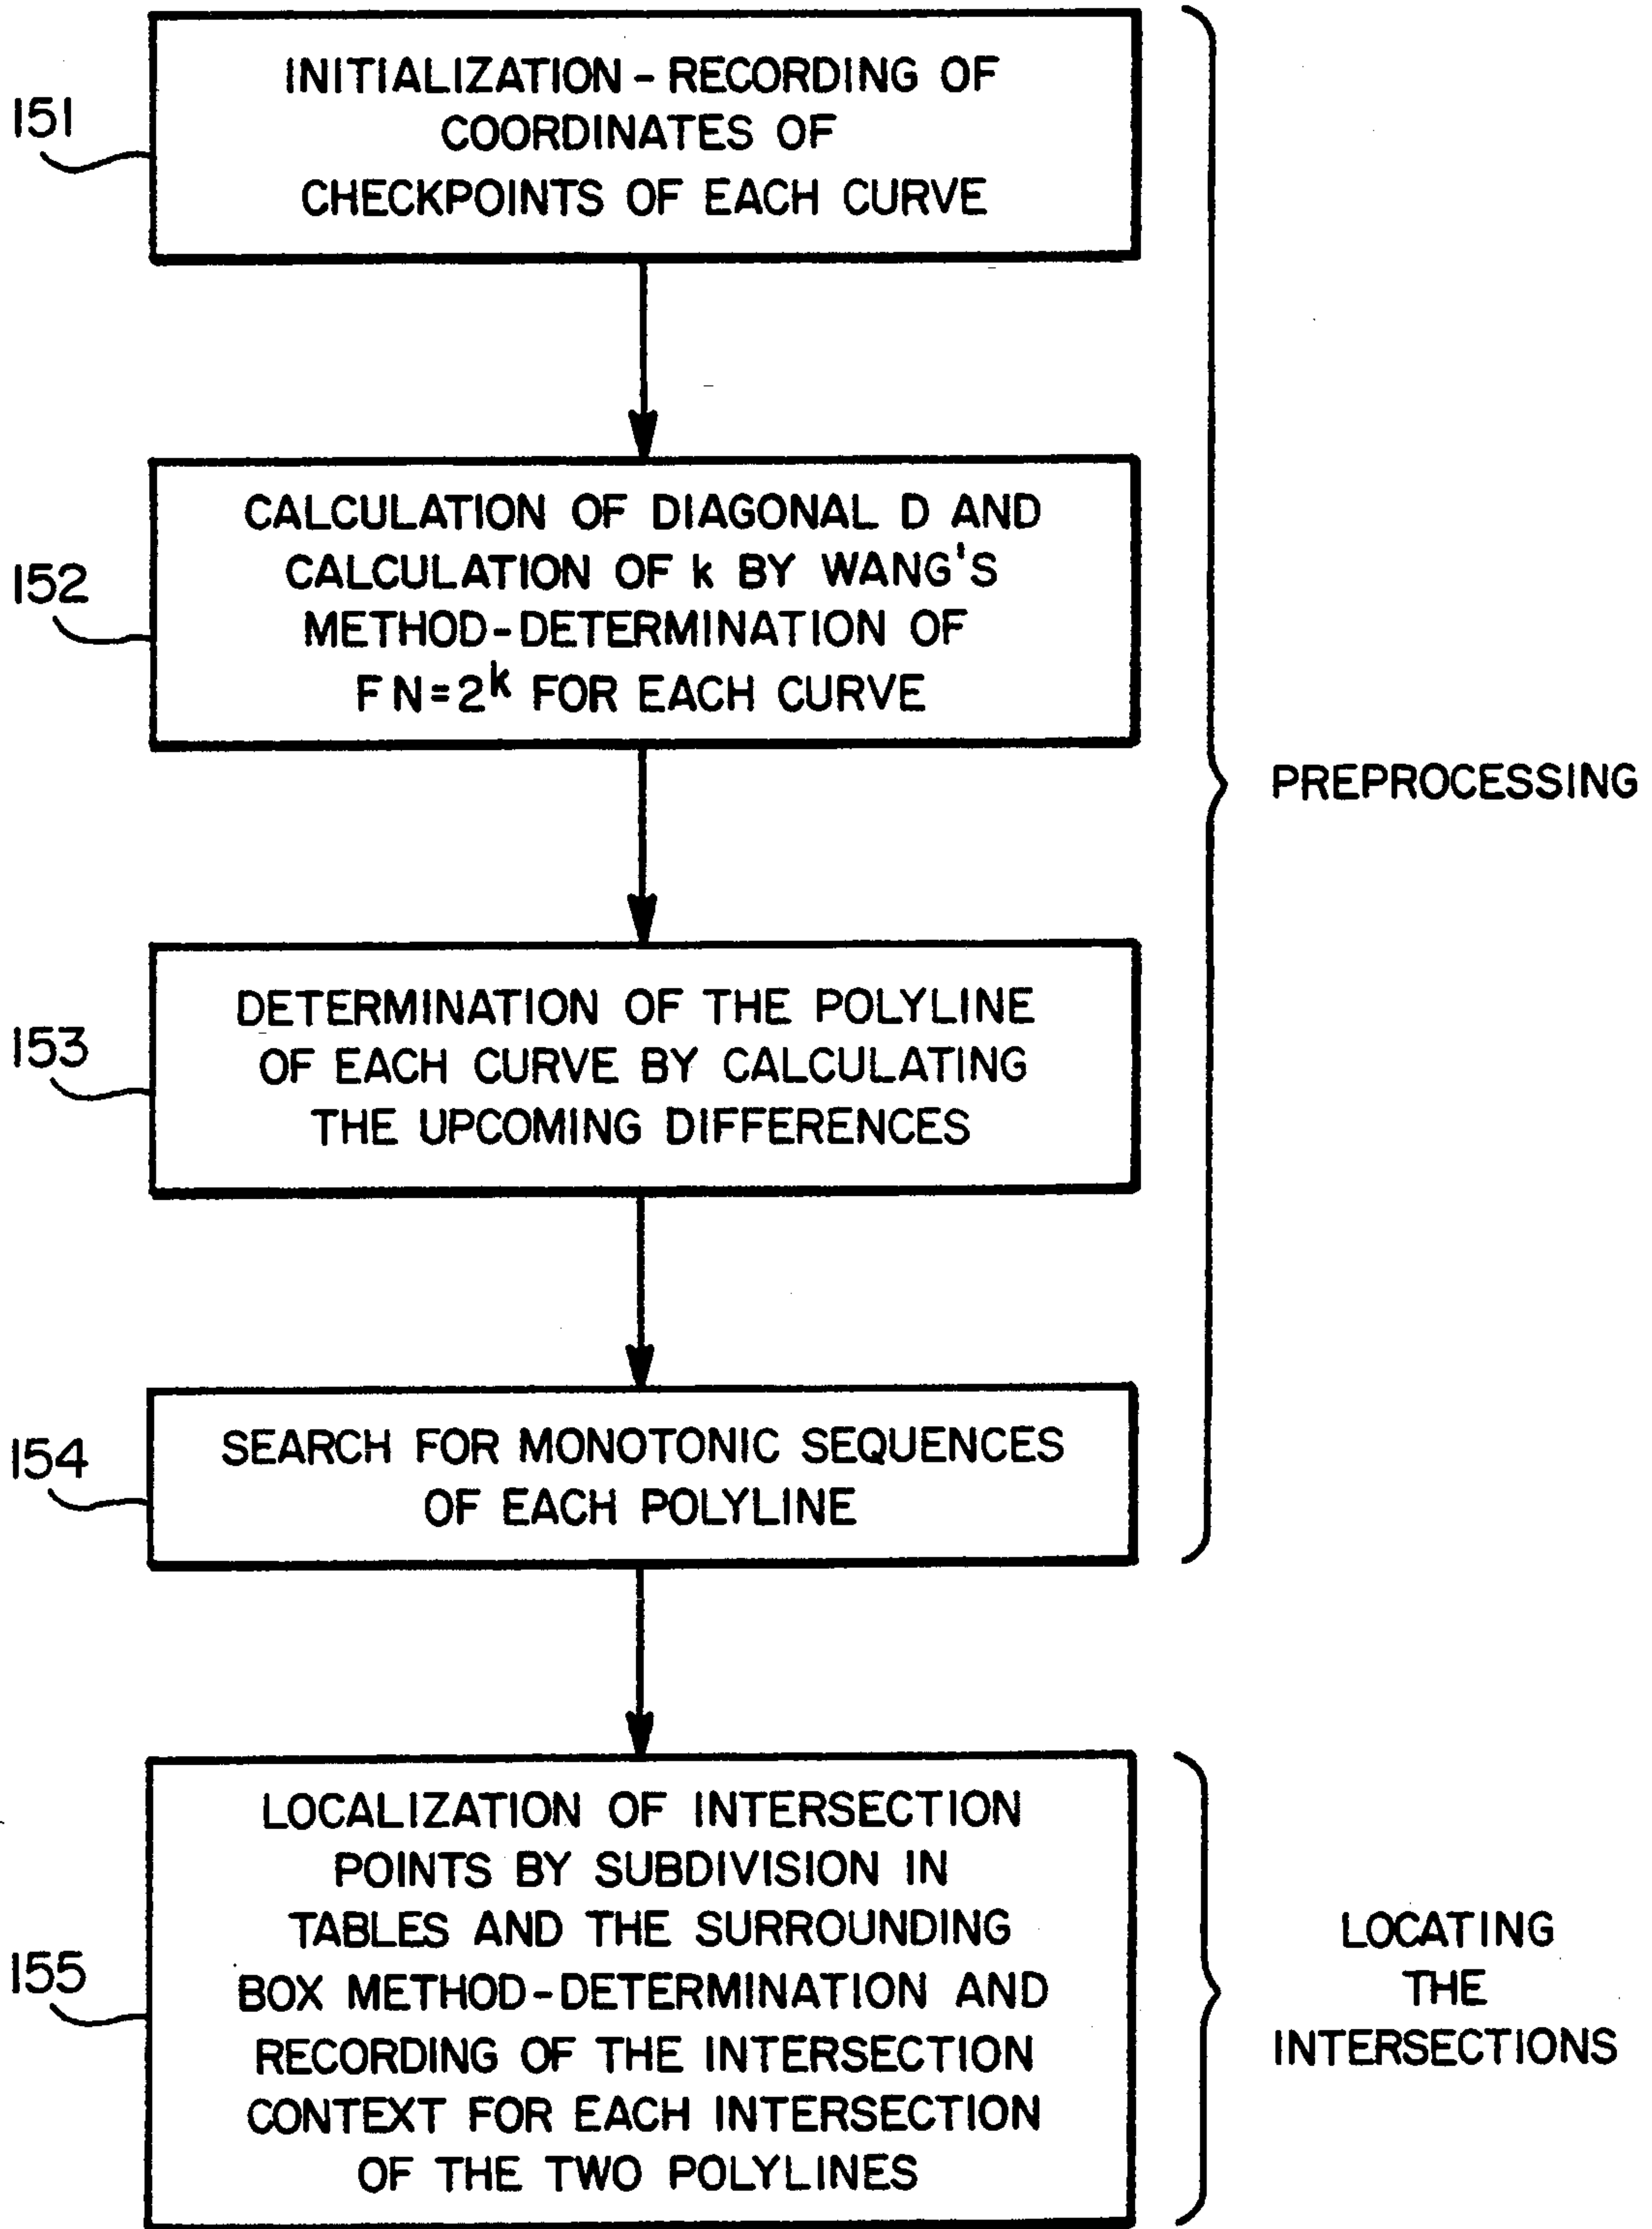 151
INITIALIZATION-RECORDING OF
COORDINATES OF
CHECKPOINTS OF EACH CURVE
152
CALCULATION OF DIAGONAL D AND
CALCULATION OF k BY WANG'S
METHOD-DETERMINATION OF
FN=2^k FOR EACH CURVE
PREPROCESSING
153
DETERMINATION OF THE POLYLINE
OF EACH CURVE BY CALCULATING
THE UPCOMING DIFFERENCES
154
SEARCH FOR MONOTONIC SEQUENCES
OF EACH POLYLINE
155
LOCALIZATION OF INTERSECTION
POINTS BY SUBDIVISION IN
TABLES AND THE SURROUNDING
BOX METHOD-DETERMINATION AND
RECORDING OF THE INTERSECTION
CONTEXT FOR EACH INTERSECTION
OF THE TWO POLYLINES
LOCATING
THE
INTERSECTIONS